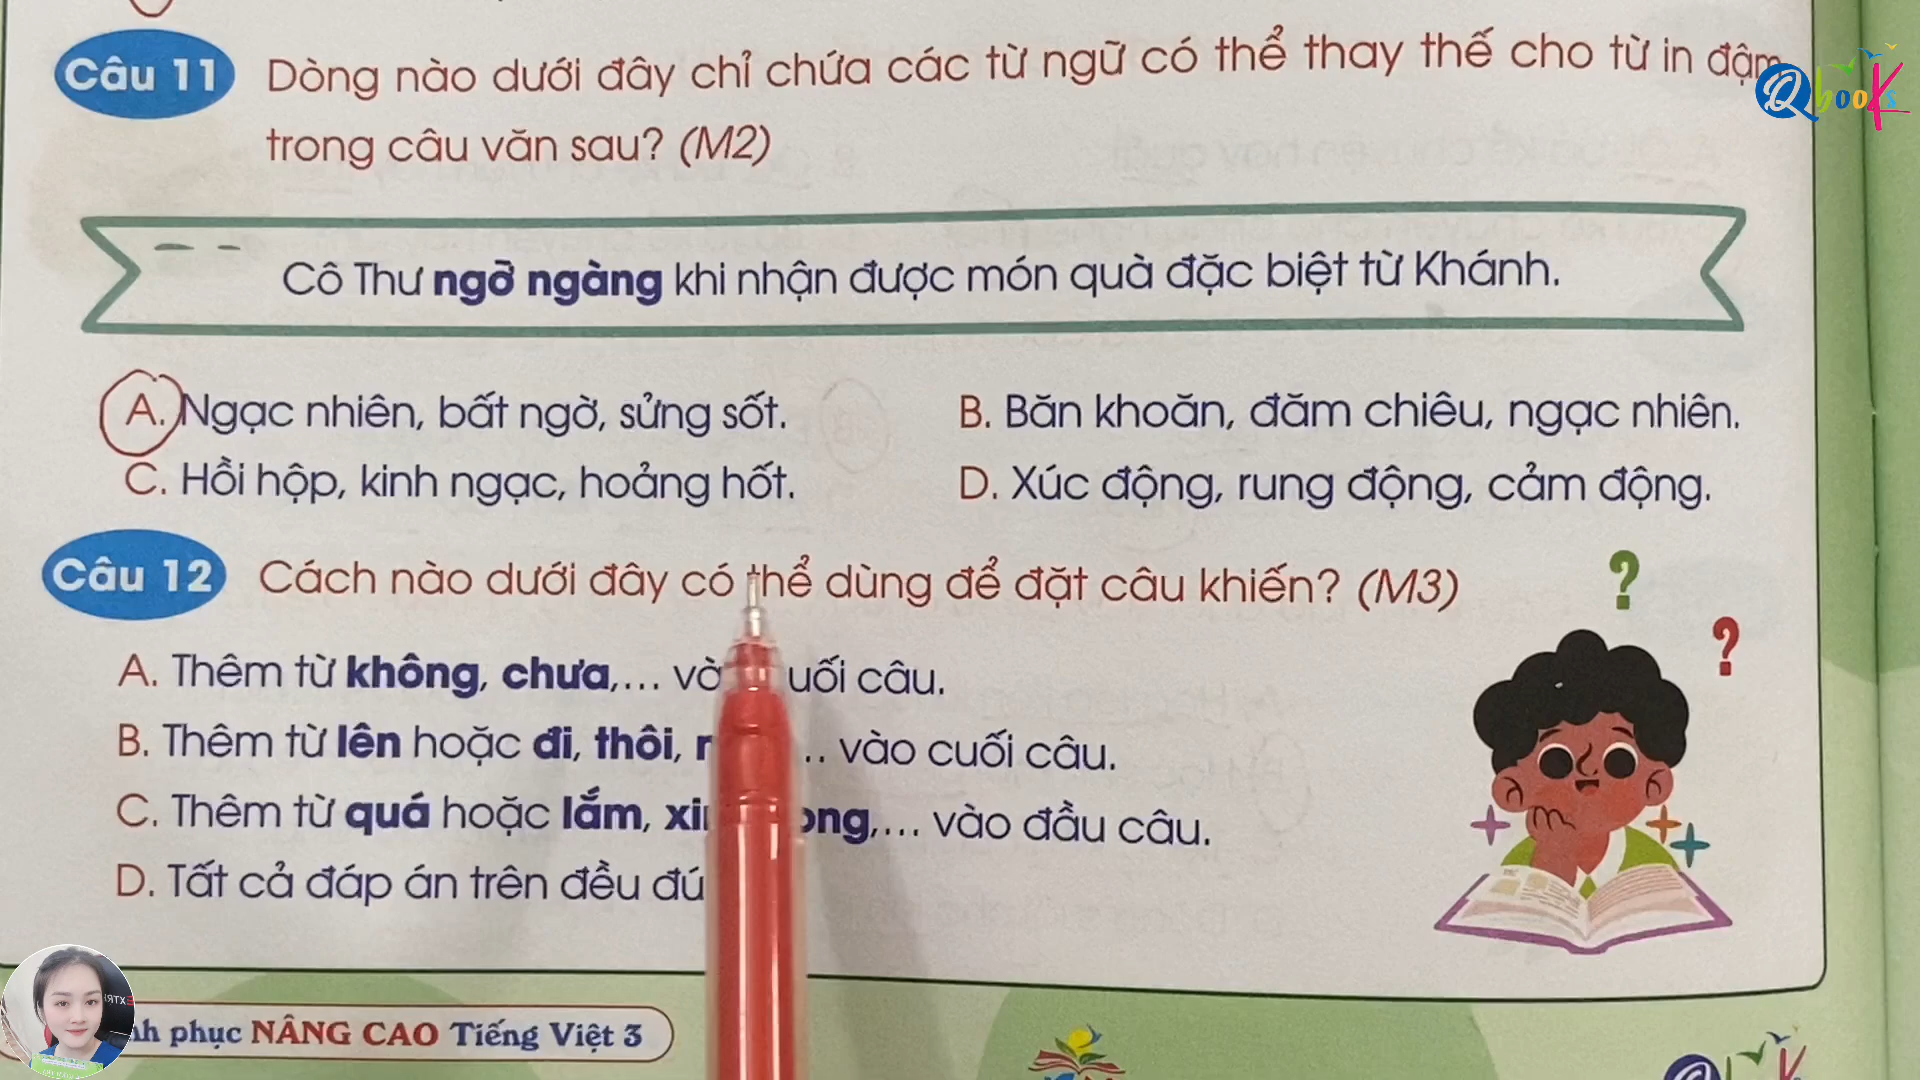 Câu 11 Dòng nào dưới đây chỉ chứa các từ ngữ có thể thay thế cho từ in đậm
Qbooks
trong câu văn sau? (M2)
Cô Thư ngỡ ngàng khi nhận được món quà đặc biệt từ Khánh.
A. Ngạc nhiên, bất ngờ, sửng sốt. B. Băn khoăn, đăm chiêu, ngạc nhiên.
C. Hồi hộp, kinh ngạc, hoảng hốt. D. Xúc động, rung động, cảm động.
Câu 12 Cách nào dưới đây có thể dùng để đặt câu khiến? (M3)
A. Thêm từ không, chưa,... cuối câu.
B. Thêm từ lên hoặc đi, thôi, ... vào cuối câu.
C. Thêm từ quá hoặc lắm, ... vào đầu câu.
D. Tất cả đáp án trên đều
phục NÂNG CAO Tiếng Việt 3